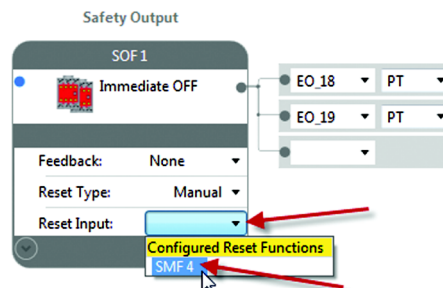 Safety Output
SOF 1
Immediate OFF
EO_18 PT
EO_19 PT
Feedback: None
Reset Type: Manual
Reset Input:
Configured Reset Functions
SMF 4